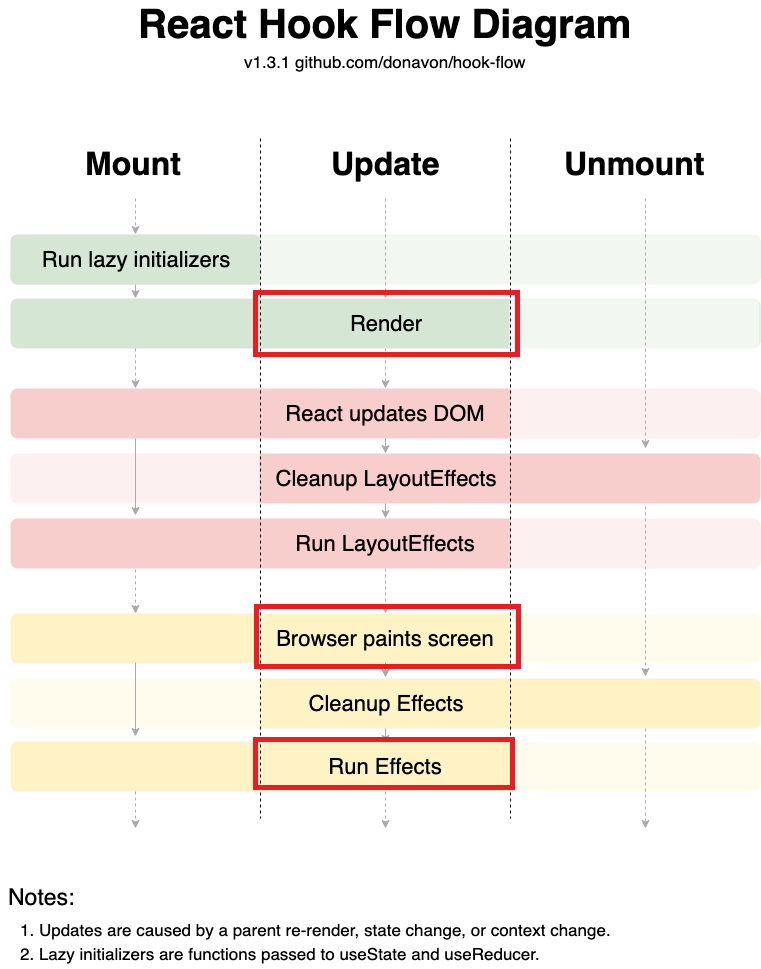 React Hook Flow Diagram
v1.3.1 github.com/donavon/hook-flow
Mount
Update
Unmount
Run lazy initializers
Render
React updates DOM
Cleanup LayoutEffects
Run LayoutEffects
Browser paints screen
Cleanup Effects
Run Effects
Notes:
1. Updates are caused by a parent re-render, state change, or context change.
2. Lazy initializers are functions passed to useState and useReducer.